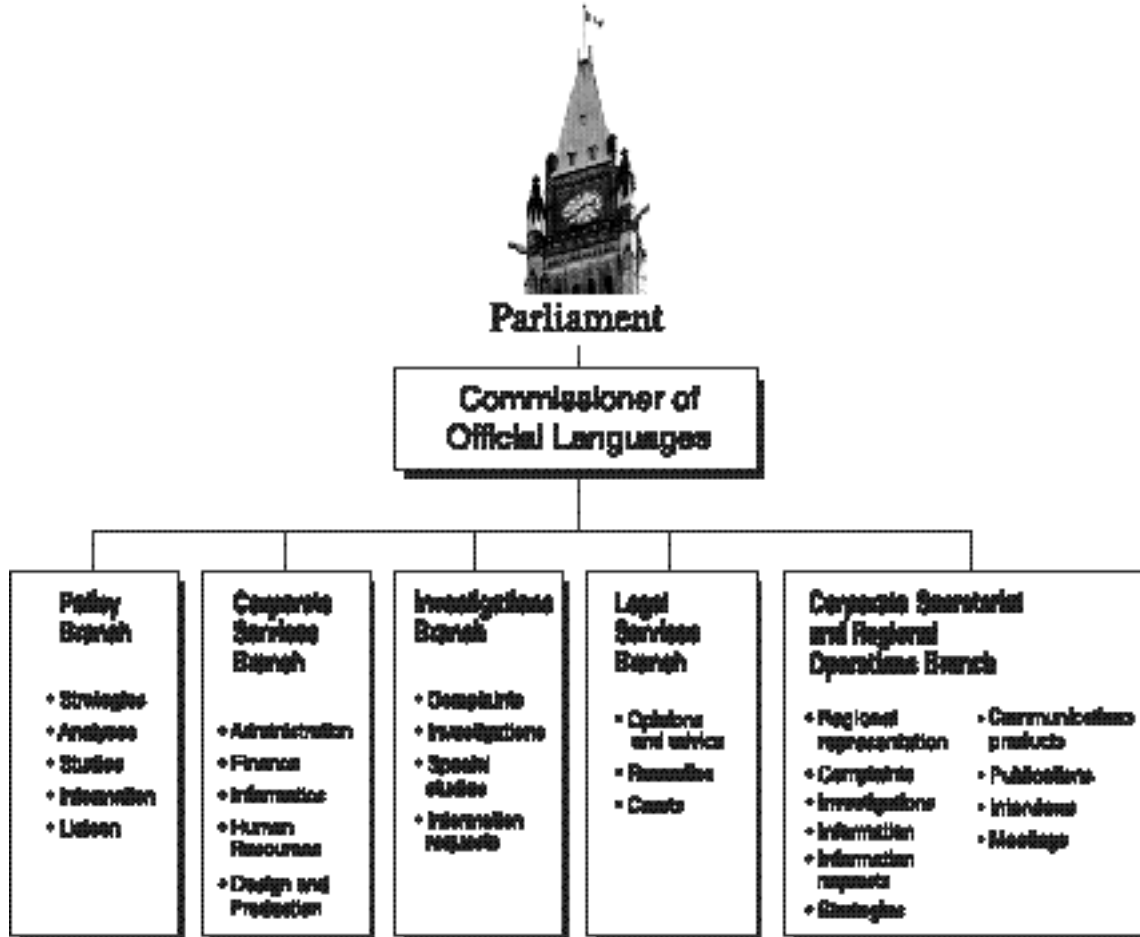 Parliament
Commissioner of
Official Languages
Policy
Branch
• Strategies
• Analyses
• Studies
• Information
• Liaison
Corporate
Services
Branch
• Administration
• Finance
• Informatics
• Human
Resources
• Design and
Production
Investigations
Branch
• Complaints
• Investigations
• Special
studies
• Information
requests
Legal
Services
Branch
• Opinions
and advice
• Remedies
• Courts
Corporate Secretariat
and Regional
Operations Branch
• Regional
representation
• Complaints
• Investigations
• Information
• Information
requests
• Strategies
• Communications
products
• Publications
• Interviews
• Meetings